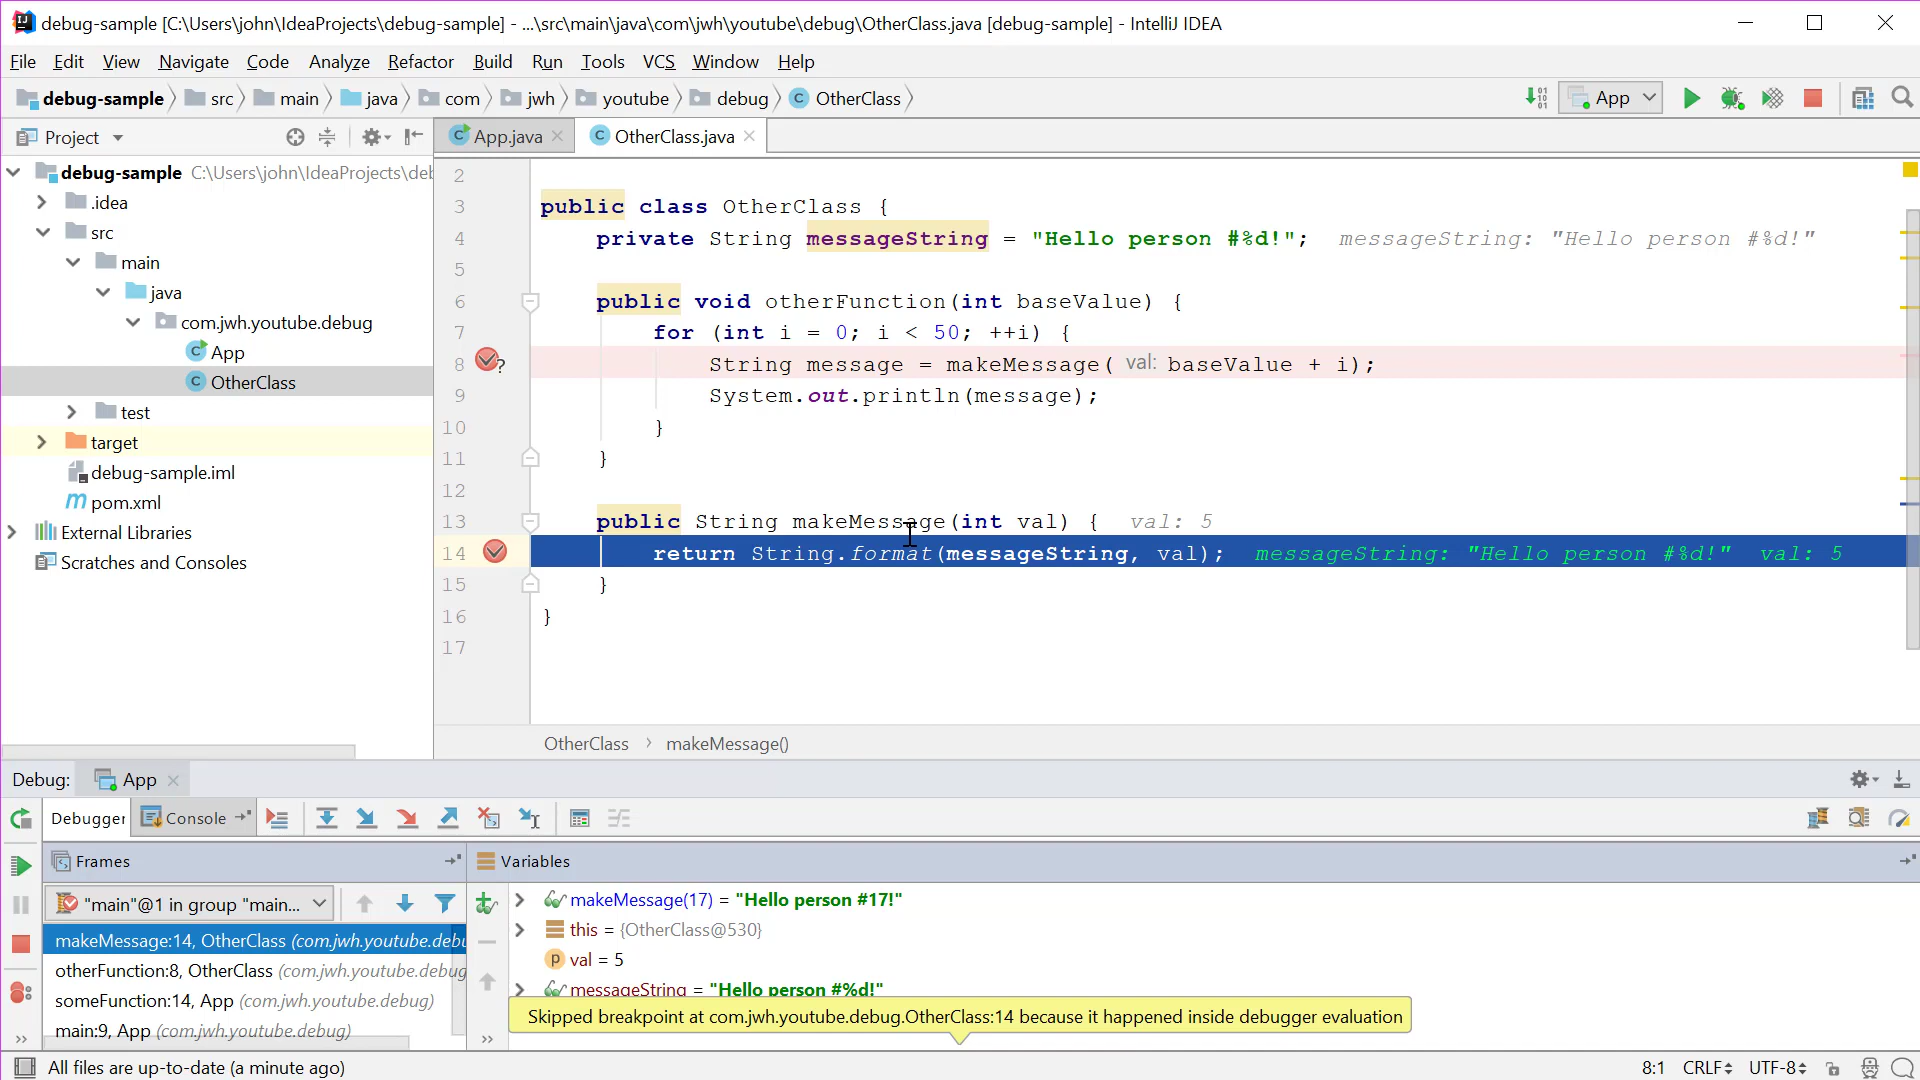 debug-sample [C:\Users\john\IdeaProjects\debug-sample] - ...\src\main\java\com\jwh\youtube\debug\OtherClass.java [debug-sample] - IntelliJ IDEA
File Edit View Navigate Code Analyze Refactor Build Run Tools VCS Window Help
debug-sample src main java com jwh youtube debug OtherClass App
Project App.java OtherClass.java
debug-sample C:\Users\john\IdeaProjects\deb
.idea
src
main
java
com.jwh.youtube.debug
App
OtherClass
test
target
debug-sample.iml
pom.xml
External Libraries
Scratches and Consoles
2
3 public class OtherClass {
4 private String messageString = "Hello person #%d!"; messageString: "Hello person #%d!"
5
6 public void otherFunction(int baseValue) {
7 for (int i = 0; i < 50; ++i) {
8 String message = makeMessage( val: baseValue + i);
9 System.out.println(message);
10 }
11 }
12
13 public String makeMessage(int val) { val: 5
14 return String.format(messageString, val); messageString: "Hello person #%d!" val: 5
15 }
16 }
17
OtherClass › makeMessage()
Debug: App
Debugger Console
Frames
"main"@1 in group "main...
makeMessage:14, OtherClass (com.jwh.youtube.debu
otherFunction:8, OtherClass (com.jwh.youtube.debug
someFunction:14, App (com.jwh.youtube.debug)
main:9, App (com.jwh.youtube.debug)
Variables
makeMessage(17) = "Hello person #17!"
this = {OtherClass@530}
val = 5
messageString = "Hello person #%d!"
Skipped breakpoint at com.jwh.youtube.debug.OtherClass:14 because it happened inside debugger evaluation
All files are up-to-date (a minute ago) 8:1 CRLF UTF-8